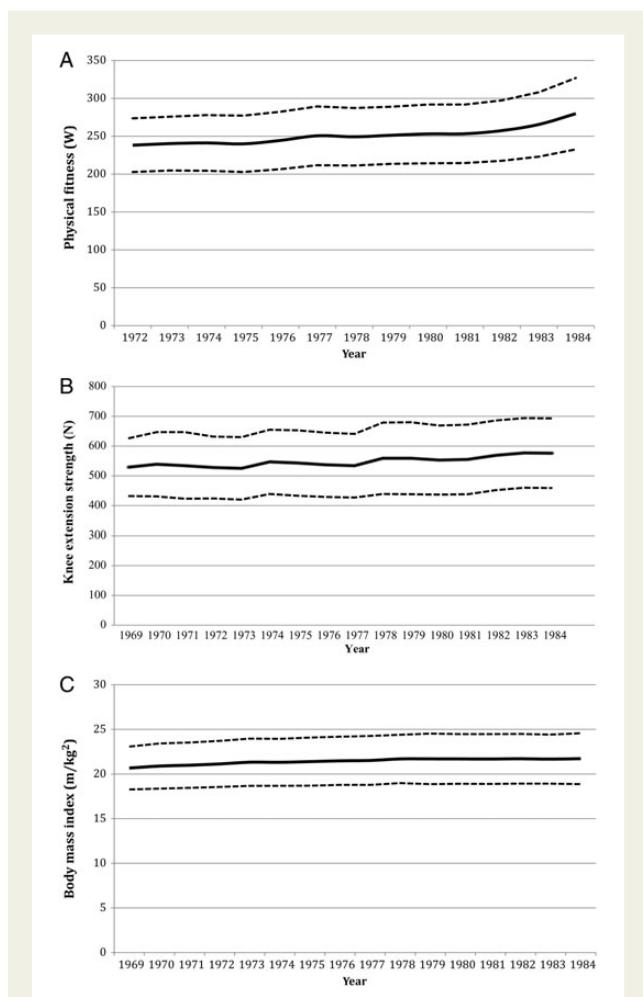 A
350
300
250
200
150
100
50
0
Physical fitness (W)
1972 1973 1974 1975 1976 1977 1978 1979 1980 1981 1982 1983 1984
Year
B
800
700
600
500
400
300
200
100
0
Knee extension strength (N)
1969 1970 1971 1972 1973 1974 1975 1976 1977 1978 1979 1980 1981 1982 1983 1984
Year
C
30
25
20
15
10
5
0
Body mass index (m/kg²)
1969 1970 1971 1972 1973 1974 1975 1976 1977 1978 1979 1980 1981 1982 1983 1984
Year